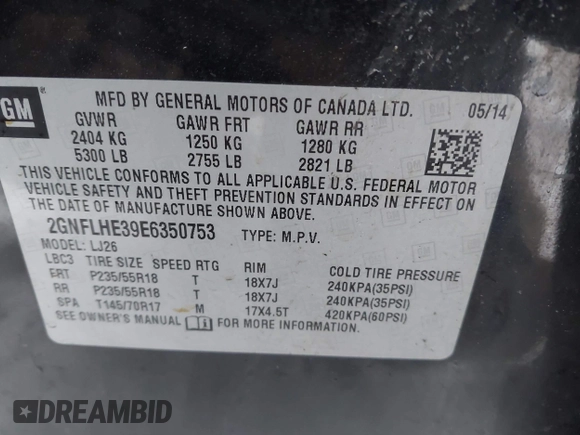 GM
MFD BY GENERAL MOTORS OF CANADA LTD. 05/14
GVWR GAWR FRT GAWR RR
2404 KG 1250 KG 1280 KG
5300 LB 2755 LB 2821 LB
THIS VEHICLE CONFORMS TO ALL APPLICABLE U.S. FEDERAL MOTOR
VEHICLE SAFETY AND THEFT PREVENTION STANDARDS IN EFFECT ON
THE DATE OF MANUFACTURE SHOWN ABOVE.
2GNFLHE39E6350753 TYPE: M.P.V.
MODEL: LJ26
LBC3 TIRE SIZE SPEED RTG RIM COLD TIRE PRESSURE
FRT P235/55R18 T 18X7J 240KPA(35PSI)
RR P235/55R18 T 18X7J 240KPA(35PSI)
SPA T145/70R17 M 17X4.5T 420KPA(60PSI)
SEE OWNER'S MANUAL FOR MORE INFORMATION.
DREAMBID